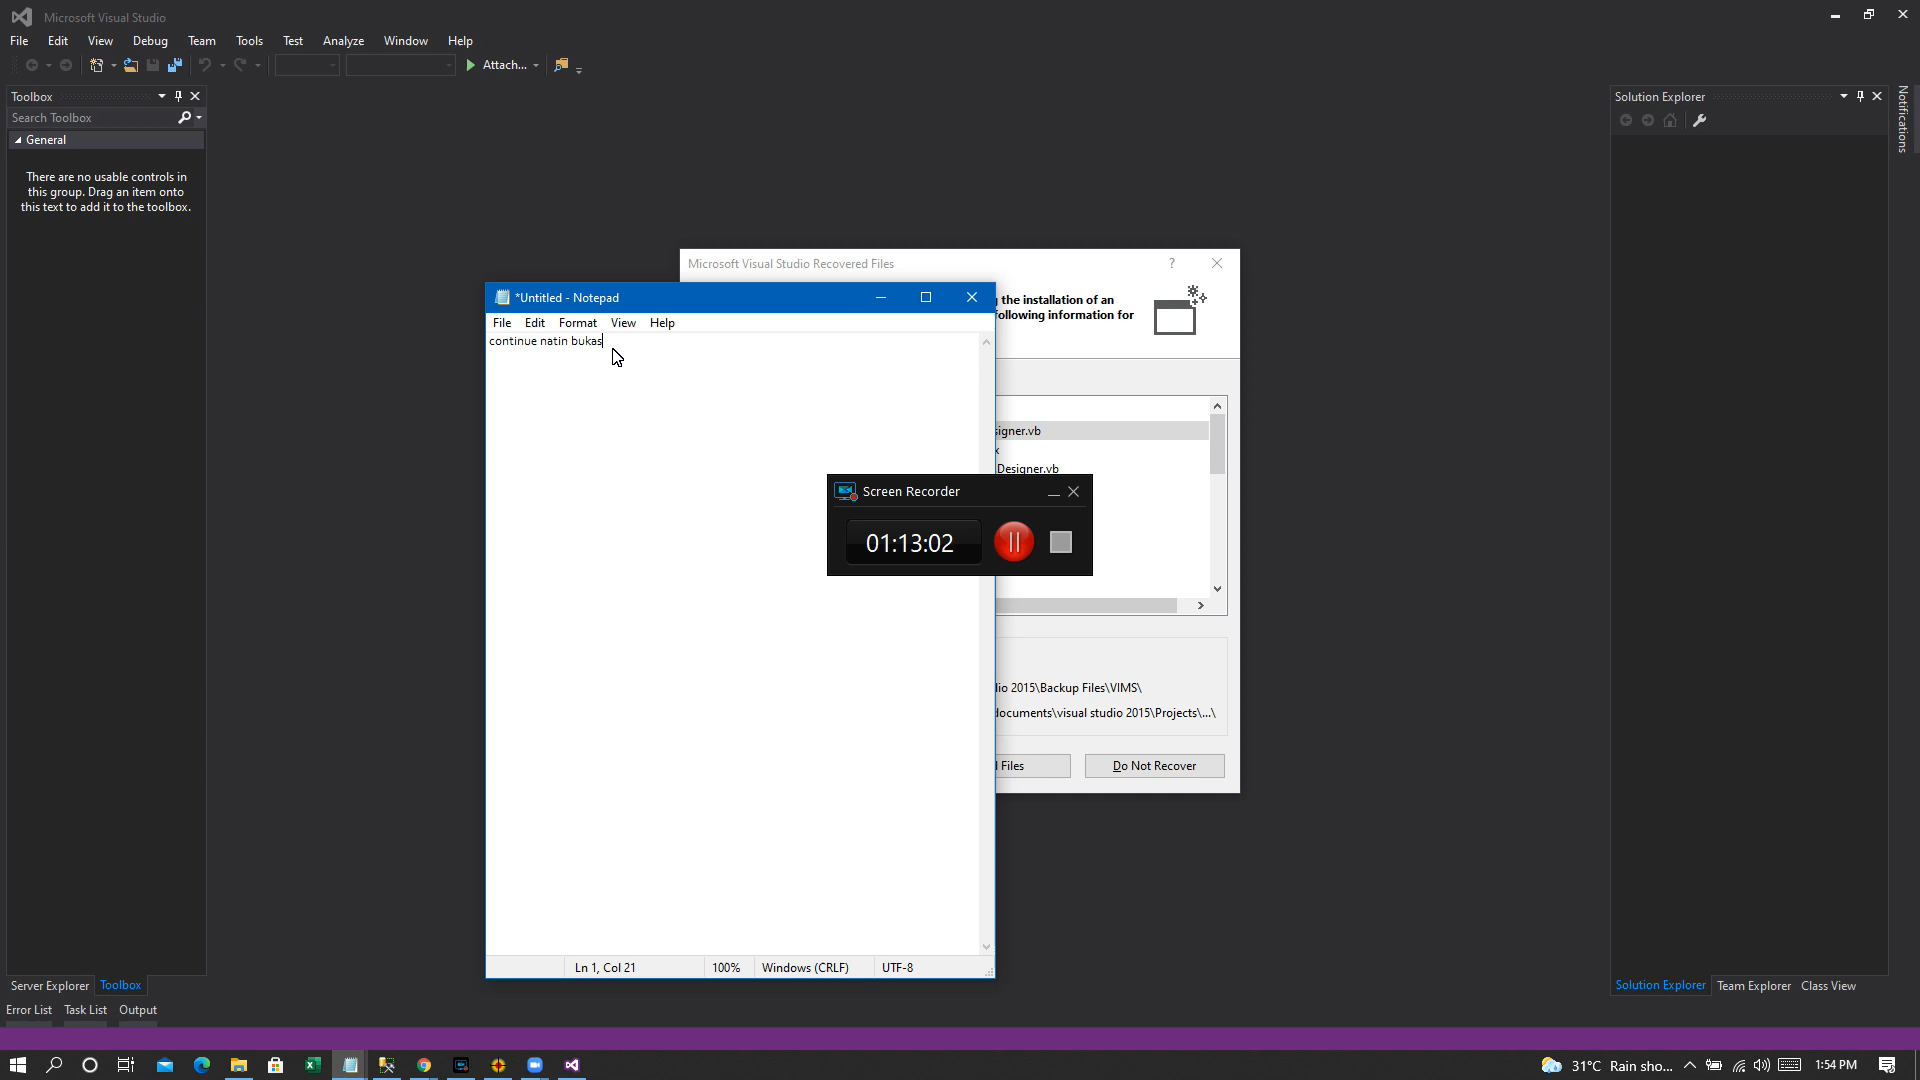 Microsoft Visual Studio
File Edit View Debug Team Tools Test Analyze Window Help
Attach...
Toolbox
Search Toolbox
General
There are no usable controls in
this group. Drag an item onto
this text to add it to the toolbox.
Server Explorer Toolbox
Error List Task List Output
Microsoft Visual Studio Recovered Files
the installation of an
following information for
signer.vb
x
Designer.vb
io 2015\Backup Files\VIMS\
documents\visual studio 2015\Projects\...\
Files
Do Not Recover
*Untitled - Notepad
File Edit Format View Help
continue natin bukas
Ln 1, Col 21 100% Windows (CRLF) UTF-8
Screen Recorder
01:13:02
Solution Explorer
Notifications
Solution Explorer Team Explorer Class View
31°C Rain sho... 1:54 PM